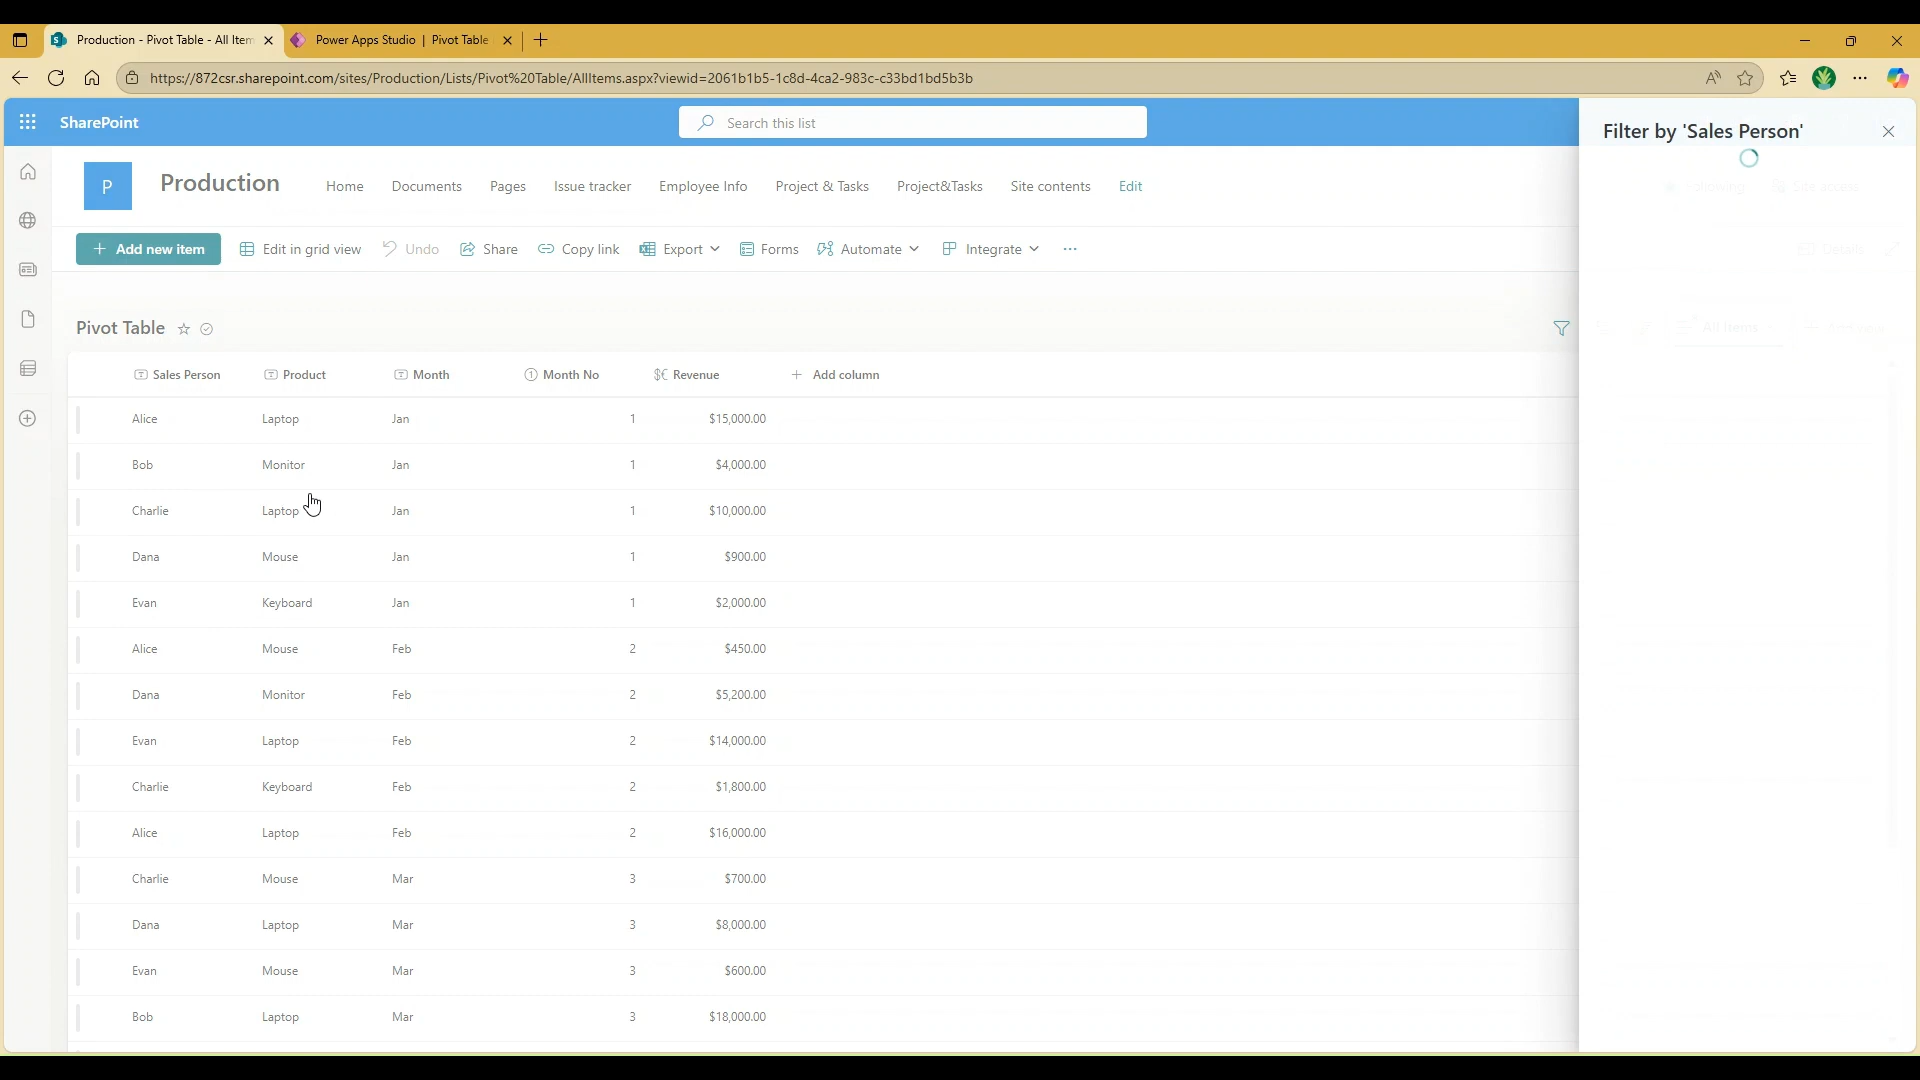 Production - Pivot Table - All Item
Power Apps Studio | Pivot Table
https://872csr.sharepoint.com/sites/Production/Lists/Pivot%20Table/AllItems.aspx?viewid=2061b1b5-1c8d-4ca2-983c-c33bd1bd5b3b
SharePoint
Search this list
Filter by 'Sales Person'
P
Production
Home
Documents
Pages
Issue tracker
Employee Info
Project & Tasks
Project&Tasks
Site contents
Edit
Add new item
Edit in grid view
Undo
Share
Copy link
Export
Forms
Automate
Integrate
Details
Pivot Table
All Items
Sales Person Product Month Month No Revenue Add column
Alice Laptop Jan 1 $15,000.00
Bob Monitor Jan 1 $4,000.00
Charlie Laptop Jan 1 $10,000.00
Dana Mouse Jan 1 $900.00
Evan Keyboard Jan 1 $2,000.00
Alice Mouse Feb 2 $450.00
Dana Monitor Feb 2 $5,200.00
Evan Laptop Feb 2 $14,000.00
Charlie Keyboard Feb 2 $1,800.00
Alice Laptop Feb 2 $16,000.00
Charlie Mouse Mar 3 $700.00
Dana Laptop Mar 3 $8,000.00
Evan Mouse Mar 3 $600.00
Bob Laptop Mar 3 $18,000.00